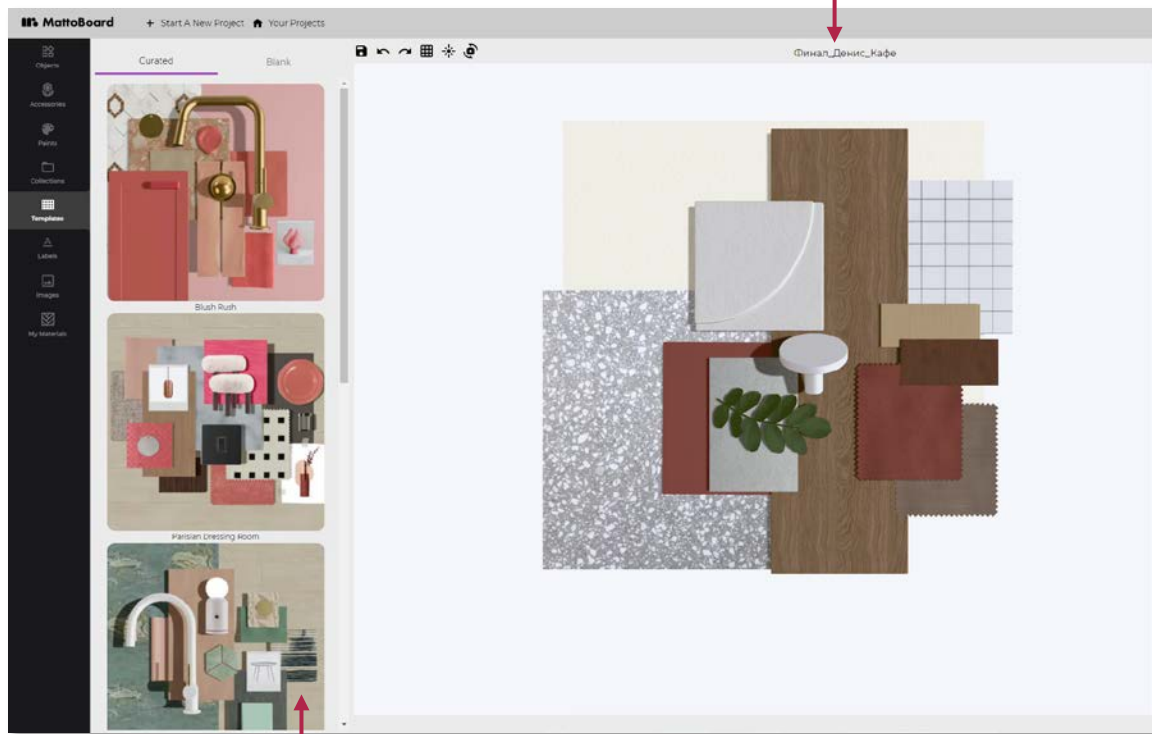 MattoBoard
+ Start A New Project
Your Projects
Objects
Accessories
Paints
Collections
Templates
Labels
Images
My Materials
Curated
Blank
Blush Rush
Parisian Dressing Room
Финал_Денис_Кафе